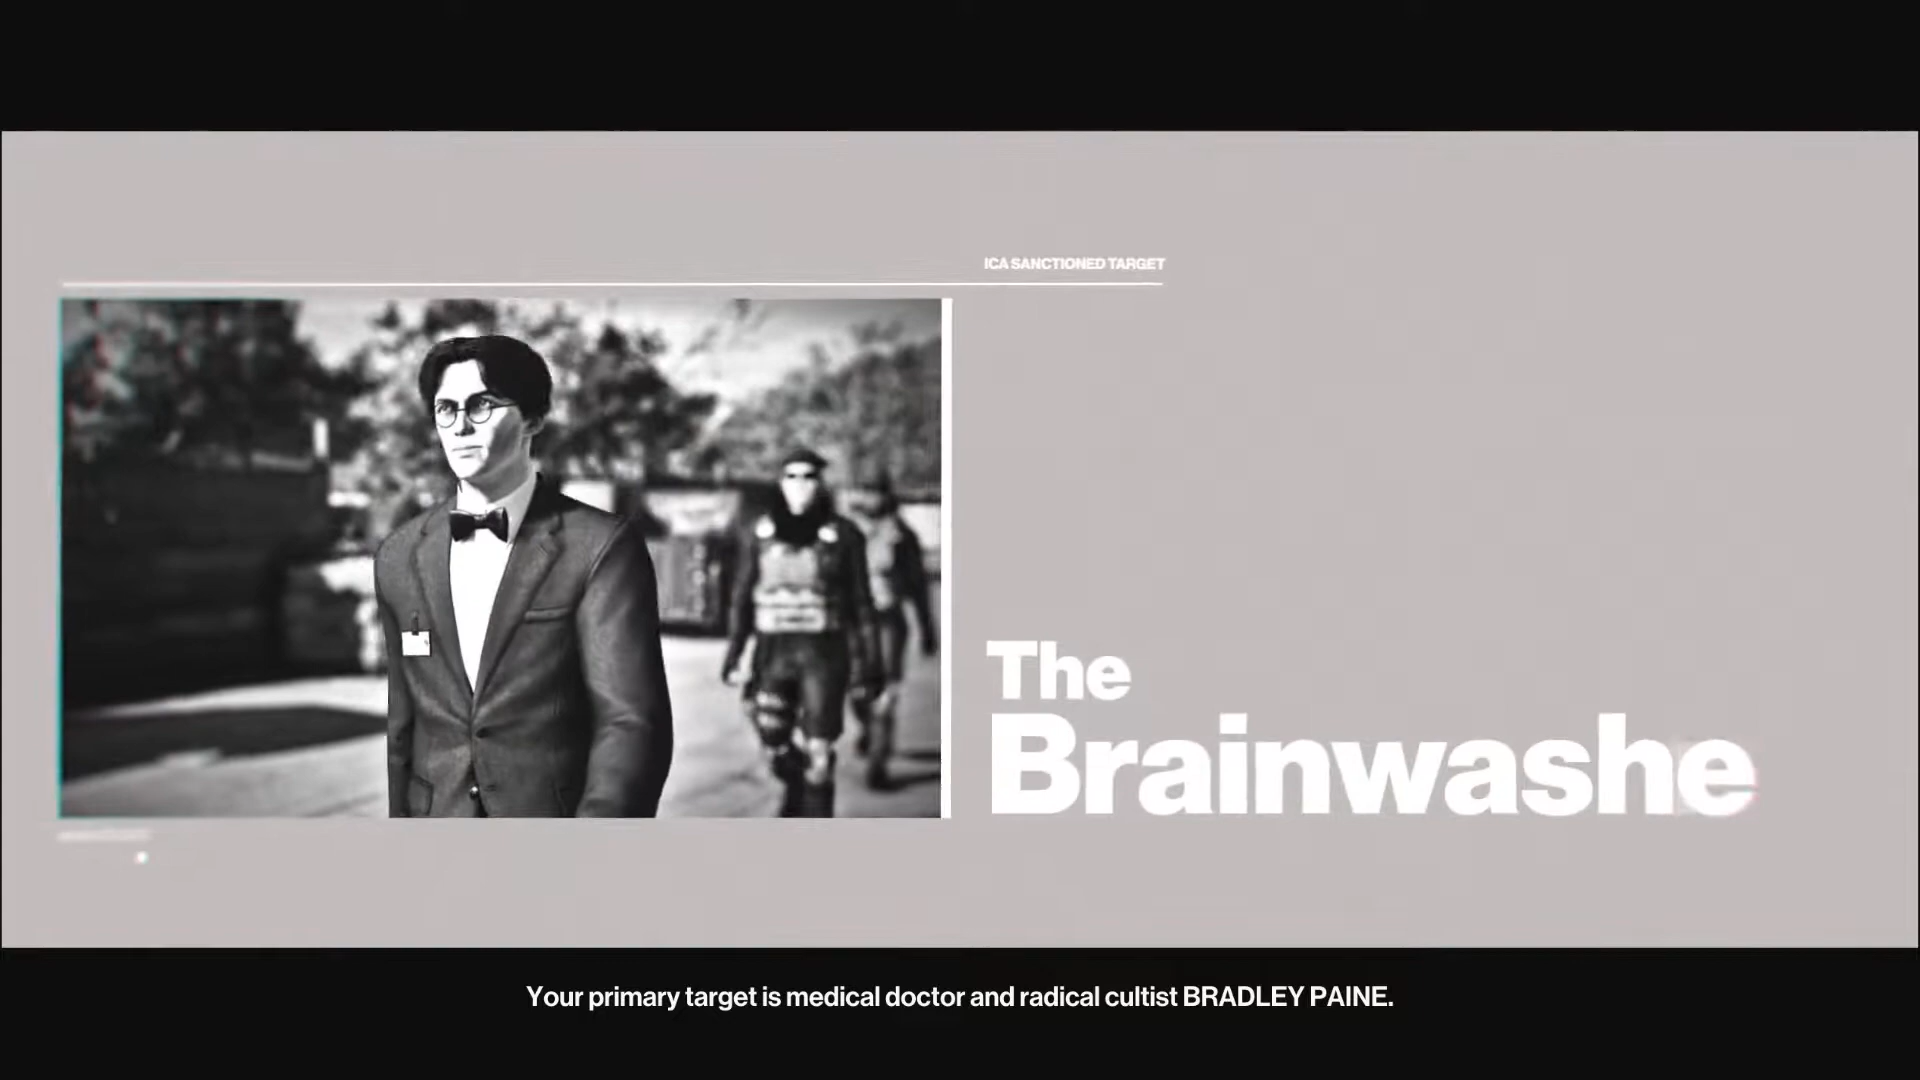 ICA SANCTIONED TARGET
The
Brainwashe
Your primary target is medical doctor and radical cultist BRADLEY PAINE.